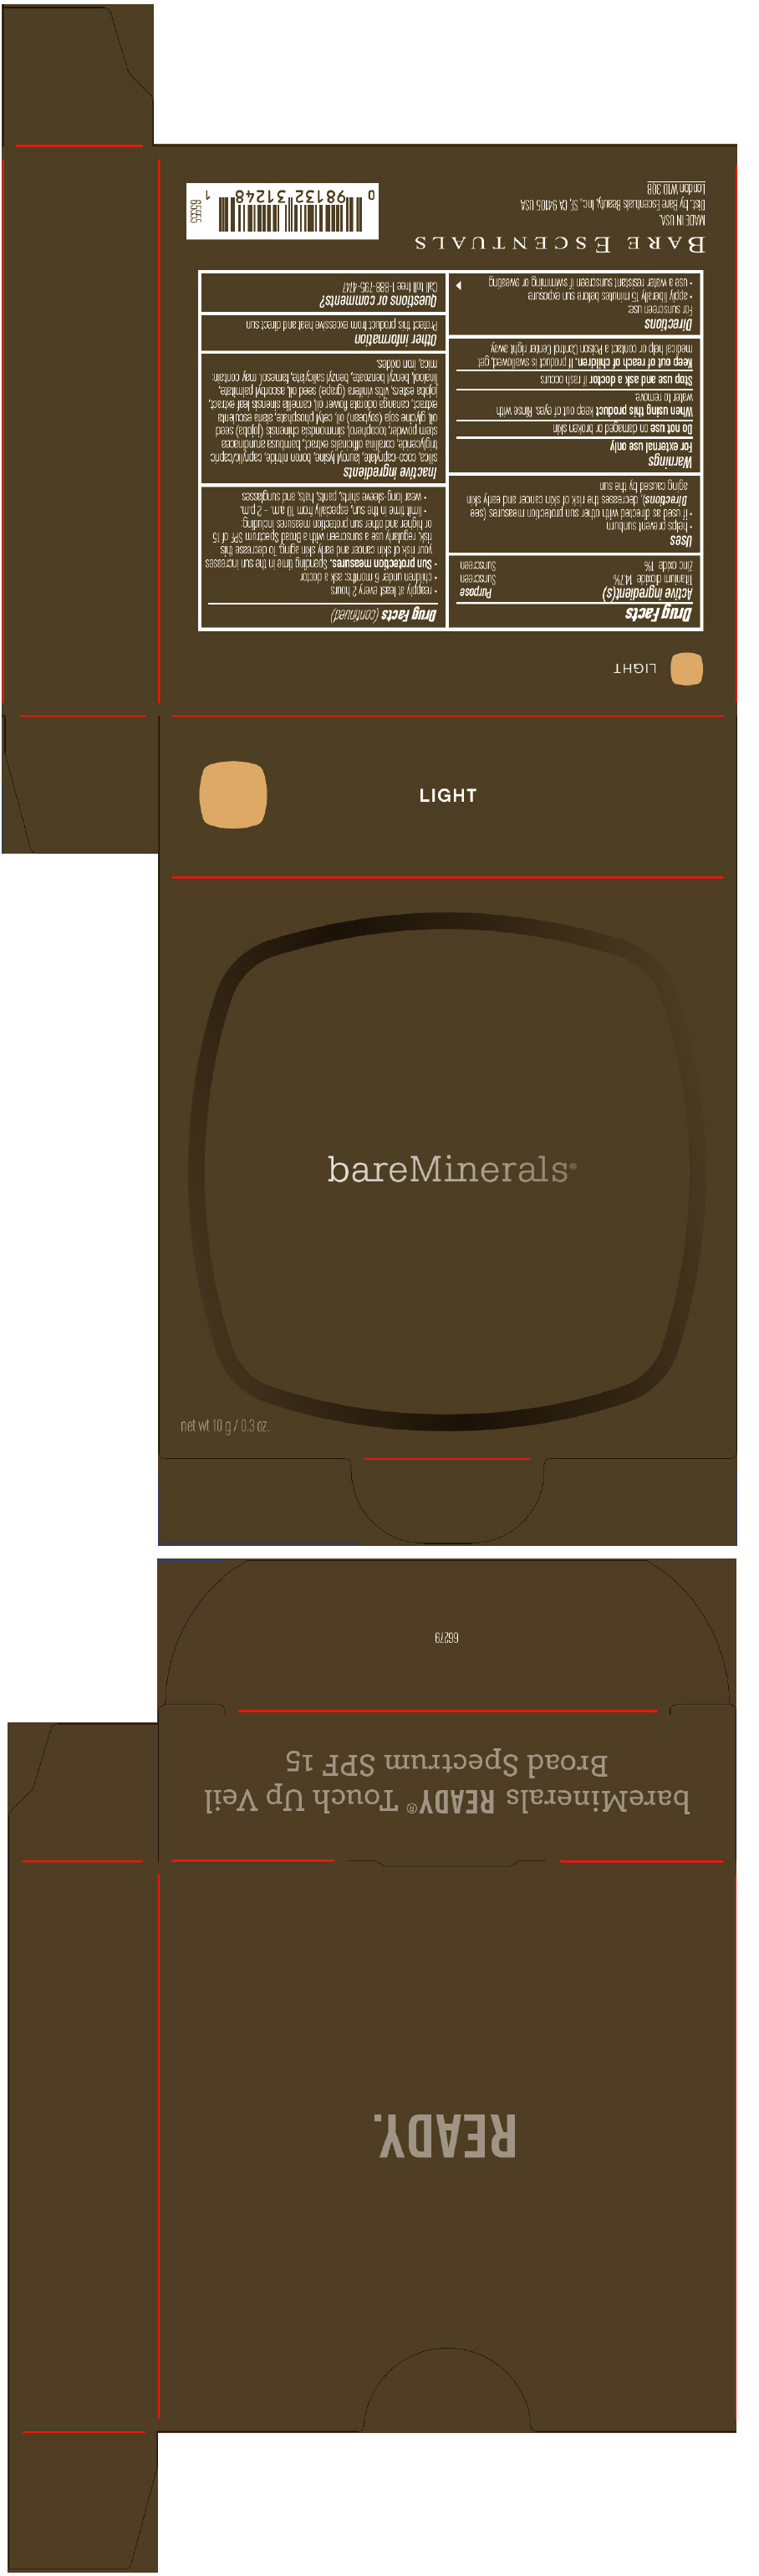 LIGHT
Drug Facts
Active ingredient(s) Purpose
Titanium dioxide 14.7% Sunscreen
Zinc oxide 1% Sunscreen
Uses
• helps prevent sunburn
• if used as directed with other sun protection measures (see
Directions), decreases the risk of skin cancer and early skin
aging caused by the sun
Warnings
For external use only
Do not use on damaged or broken skin
When using this product keep out of eyes. Rinse with
water to remove.
Stop use and ask a doctor if rash occurs
Keep out of reach of children. If product is swallowed, get
medical help or contact a Poison Control Center right away
Directions
For sunscreen use:
• apply liberally 15 minutes before sun exposure
• use a water resistant sunscreen if swimming or sweating
Drug Facts (continued)
• reapply at least every 2 hours
• children under 6 months: ask a doctor
• Sun protection measures. Spending time in the sun increases
your risk of skin cancer and early skin aging. To decrease this
risk, regularly use a sunscreen with a Broad Spectrum SPF of 15
or higher and other sun protection measures including:
• limit time in the sun, especially from 10 a.m. – 2 p.m.
• wear long-sleeve shirts, pants, hats, and sunglasses
Inactive ingredients
silica, coco-caprylate, lauroyl lysine, boron nitride, caprylic/capric
triglyceride, corallina officinalis extract, bambusa arundinacea
stem powder, tocopherol, simmondsia chinensis (jojoba) seed
oil, glycine soja (soybean) oil, cetyl phosphate, alaria esculenta
extract, cananga odorata flower oil, camellia sinensis leaf extract,
jojoba esters, vitis vinifera (grape) seed oil, ascorbyl palmitate,
linalool, benzyl benzoate, benzyl salicylate, farnesol. may contain:
mica, iron oxides.
Other information
Protect this product from excessive heat and direct sun
Questions or comments?
Call toll free 1-888-795-4747
BARE ESCENTUALS
MADE IN USA.
Dist. by Bare Escentuals Beauty, Inc., SF, CA 94105 USA
London W1D 3QB
0 98132 31248 1
65555
LIGHT
bareMinerals®
net wt 10 g / 0.3 oz.
66279
bareMinerals READY® Touch Up Veil
Broad Spectrum SPF 15
READY.